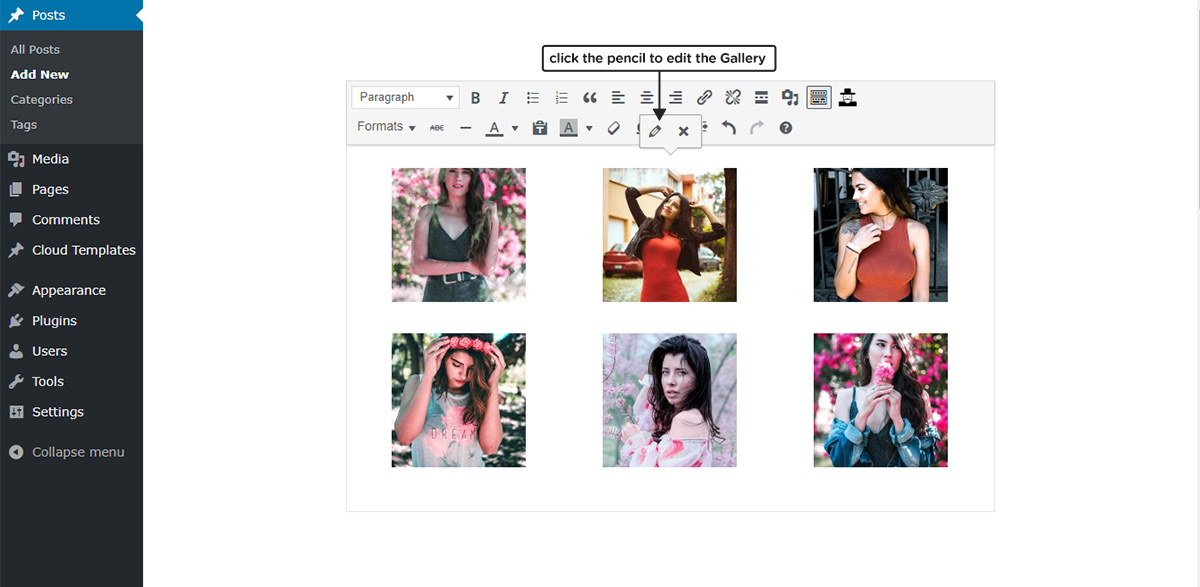 Posts
All Posts
Add New
Categories
Tags
Media
Pages
Comments
Cloud Templates
Appearance
Plugins
Users
Tools
Settings
Collapse menu
click the pencil to edit the Gallery
Paragraph
B I
Formats ABC A T A ?
DREAM